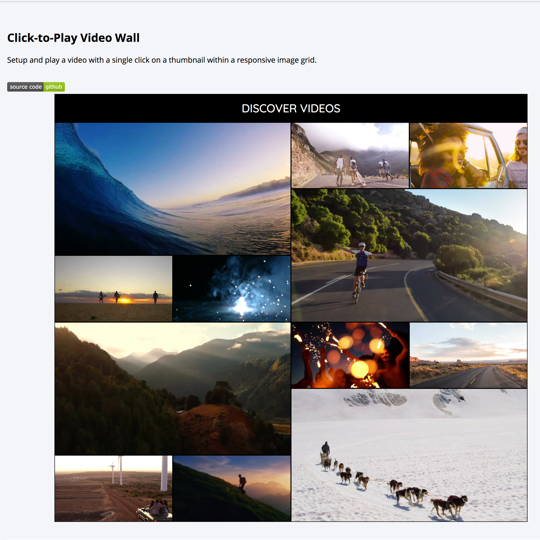 Click-to-Play Video Wall
Setup and play a video with a single click on a thumbnail within a responsive image grid.
source code github
DISCOVER VIDEOS